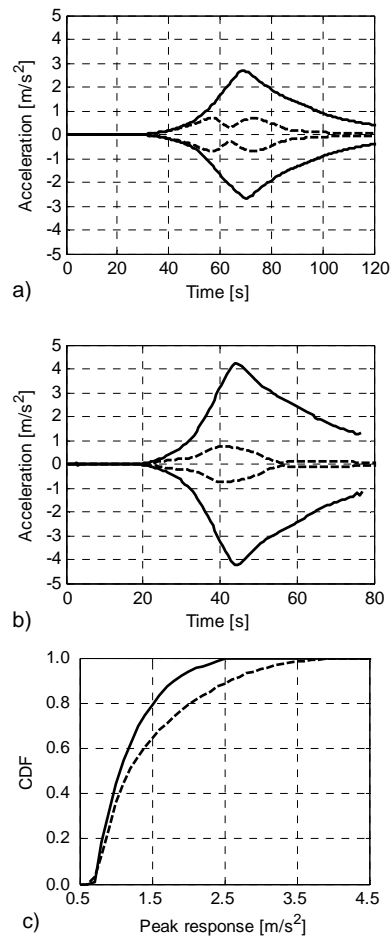 5
4
3
2
1
0
-1
-2
-3
-4
-5
Acceleration [m/s²]
0 20 40 60 80 100 120
Time [s]
a)
5
4
3
2
1
0
-1
-2
-3
-4
-5
Acceleration [m/s²]
0 20 40 60 80
Time [s]
b)
1.0
0.8
0.6
0.4
0.2
0.0
CDF
0.5 1.5 2.5 3.5 4.5
Peak response [m/s²]
c)